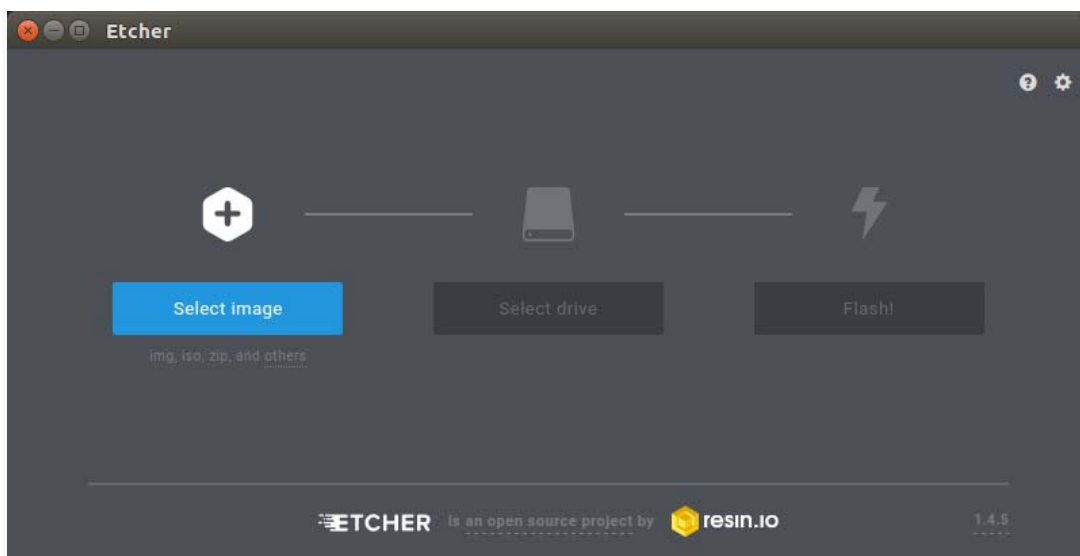 Etcher
Select image
Select drive
Flash!
img, iso, zip, and others
ETCHER is an open source project by resin.io
1.4.5